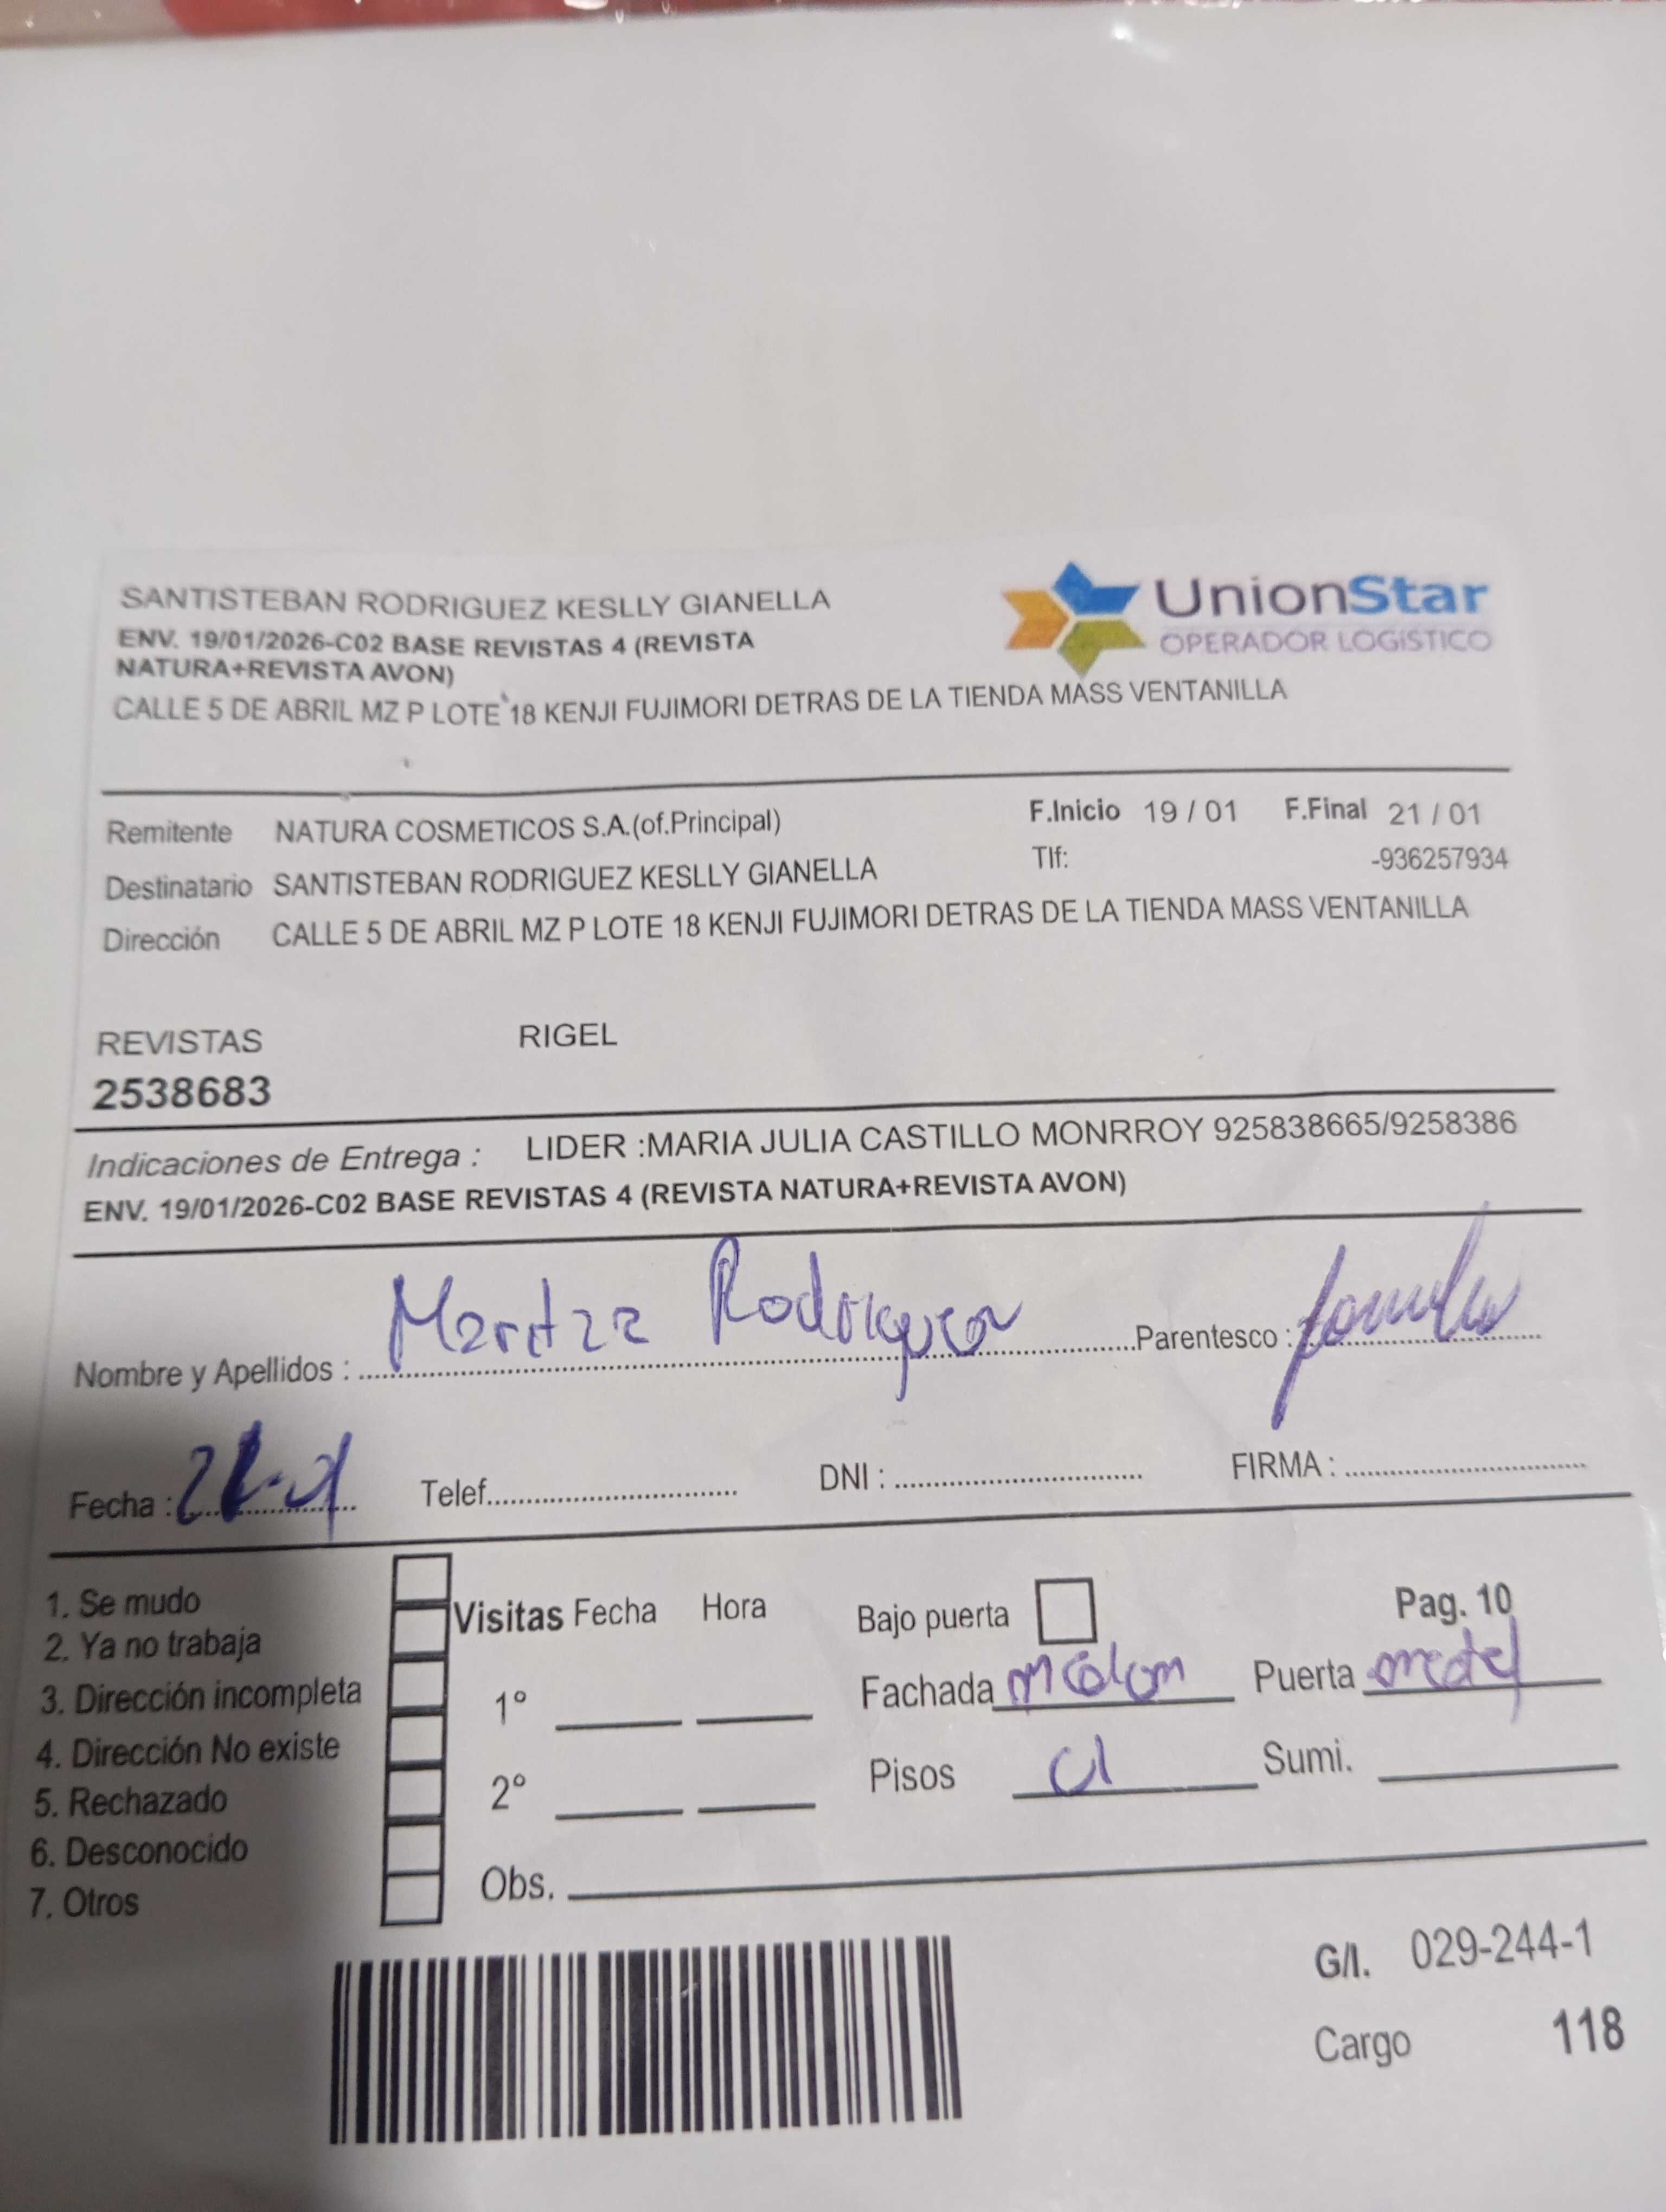 SANTISTEBAN RODRIGUEZ KESLLY GIANELLA
ENV. 19/01/2026-C02 BASE REVISTAS 4 (REVISTA
NATURA+REVISTA AVON)
CALLE 5 DE ABRIL MZ P LOTE 18 KENJI FUJIMORI DETRAS DE LA TIENDA MASS VENTANILLA
UnionStar
OPERADOR LOGÍSTICO
Remitente NATURA COSMETICOS S.A.(of.Principal) F.Inicio 19 / 01 F.Final 21 / 01
Destinatario SANTISTEBAN RODRIGUEZ KESLLY GIANELLA Tlf: -936257934
Dirección CALLE 5 DE ABRIL MZ P LOTE 18 KENJI FUJIMORI DETRAS DE LA TIENDA MASS VENTANILLA
REVISTAS RIGEL
2538683
Indicaciones de Entrega : LIDER :MARIA JULIA CASTILLO MONRROY 925838665/9258386
ENV. 19/01/2026-C02 BASE REVISTAS 4 (REVISTA NATURA+REVISTA AVON)
Nombre y Apellidos : Maritza Rodriguez Parentesco :
Fecha : Telef. DNI : FIRMA :
1. Se mudo
2. Ya no trabaja
3. Dirección incompleta
4. Dirección No existe
5. Rechazado
6. Desconocido
7. Otros
Visitas Fecha Hora
1º
2º
Obs.
Bajo puerta Pag. 10
Fachada Puerta
Pisos Sumi.
G/I. 029-244-1
Cargo 118